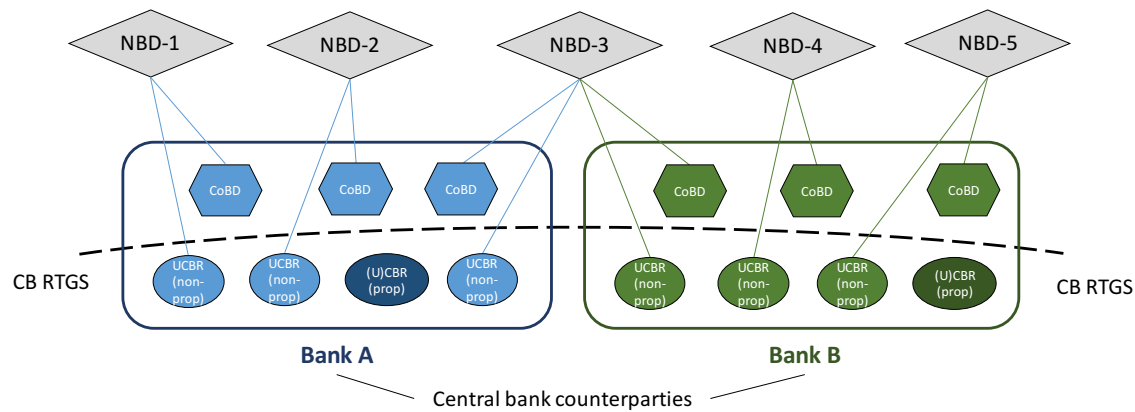 NBD-1
NBD-2
NBD-3
NBD-4
NBD-5
CoBD
CoBD
CoBD
CoBD
CoBD
CoBD
CB RTGS
UCBR
(non-
prop)
UCBR
(non-
prop)
(U)CBR
(prop)
UCBR
(non-
prop)
UCBR
(non-
prop)
UCBR
(non-
prop)
UCBR
(non-
prop)
(U)CBR
(prop)
CB RTGS
Bank A
Bank B
Central bank counterparties